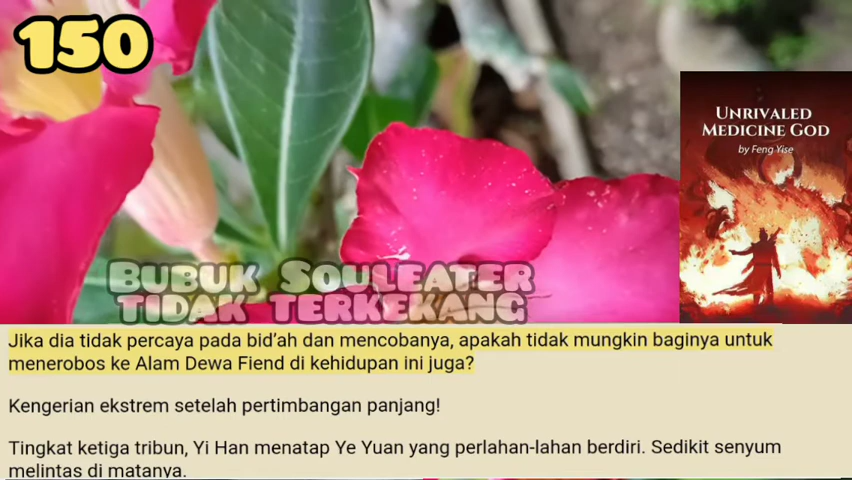 150
UNRIVALED
MEDICINE GOD
by Feng Yise
BUBUK SOULEATER
TIDAK TERKEKANG
Jika dia tidak percaya pada bid'ah dan mencobanya, apakah tidak mungkin baginya untuk
menerobos ke Alam Dewa Fiend di kehidupan ini juga?
Kengerian ekstrem setelah pertimbangan panjang!
Tingkat ketiga tribun, Yi Han menatap Ye Yuan yang perlahan-lahan berdiri. Sedikit senyum
melintas di matanya.